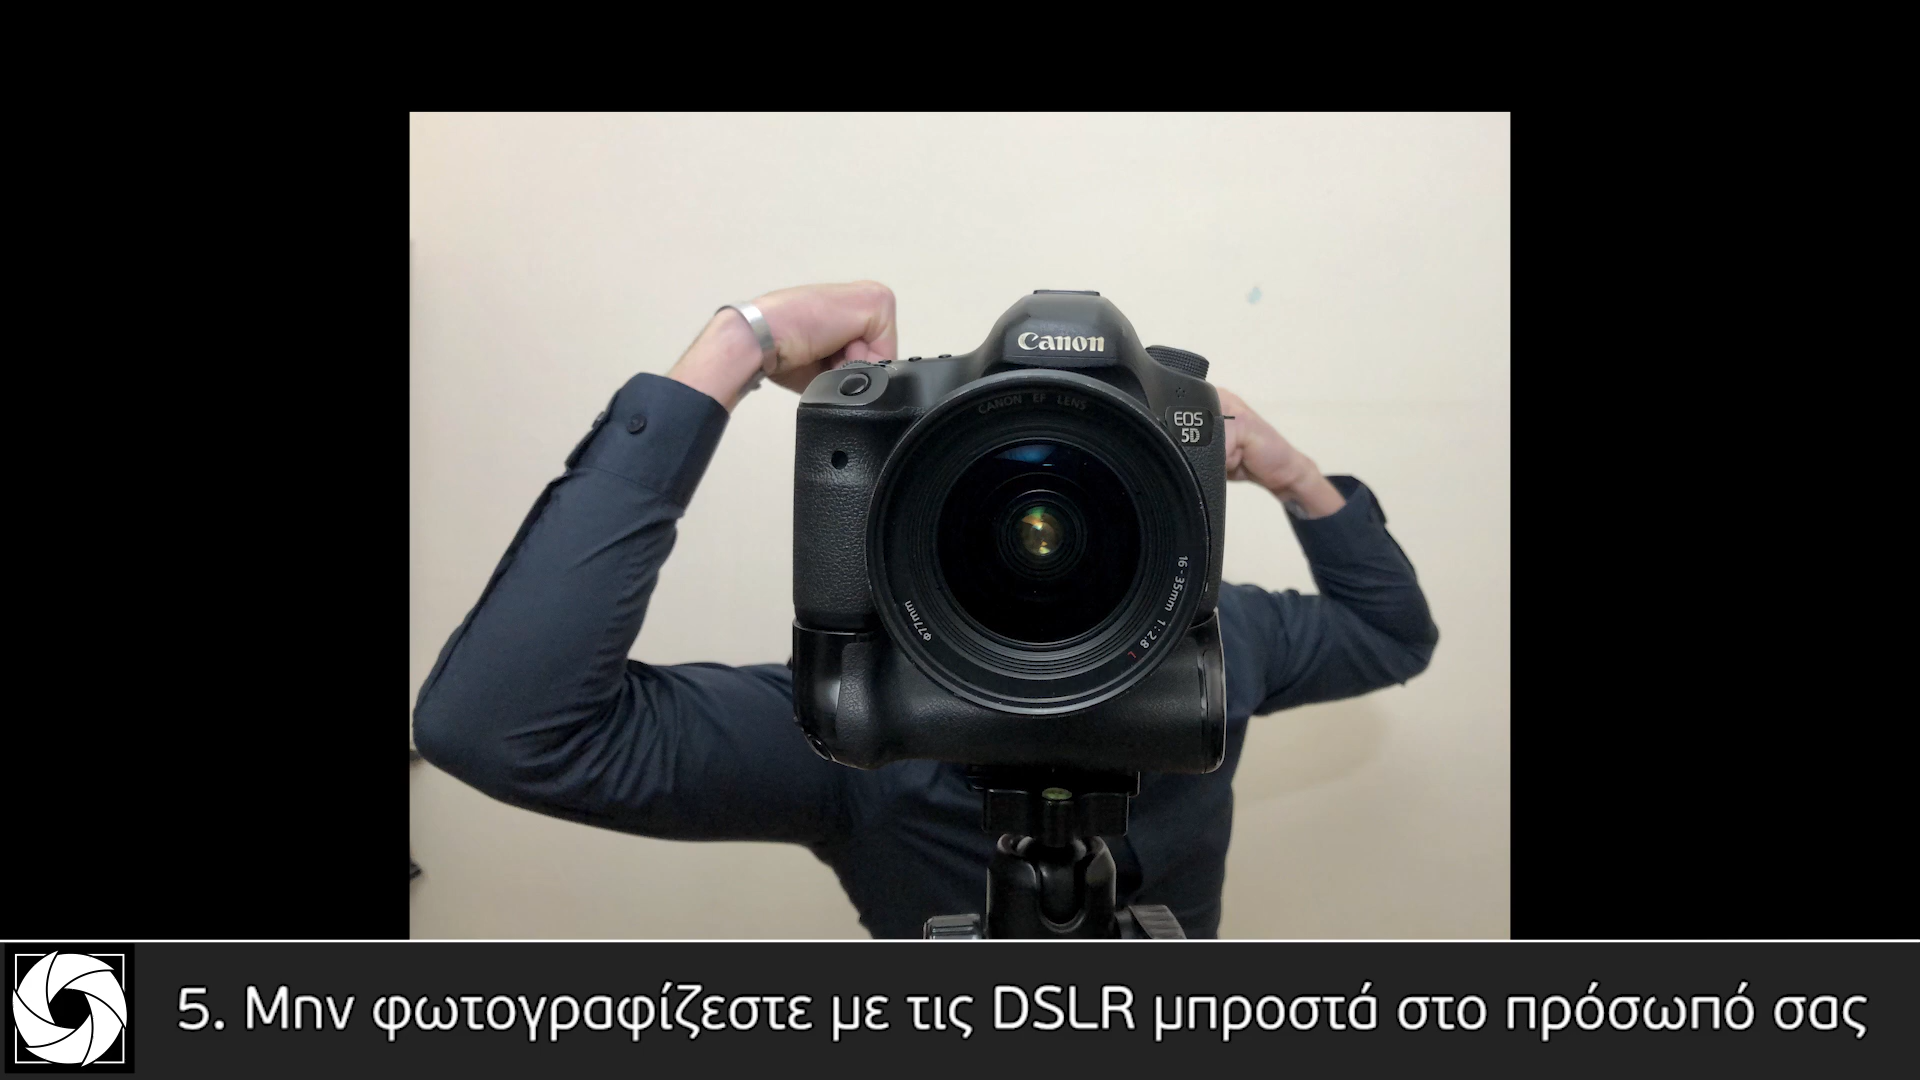 Canon
EOS
5D
CANON EF LENS
16-35mm 1:2.8 L
φ77mm
5. Μην φωτογραφίζεστε με τις DSLR μπροστά στο πρόσωπό σας